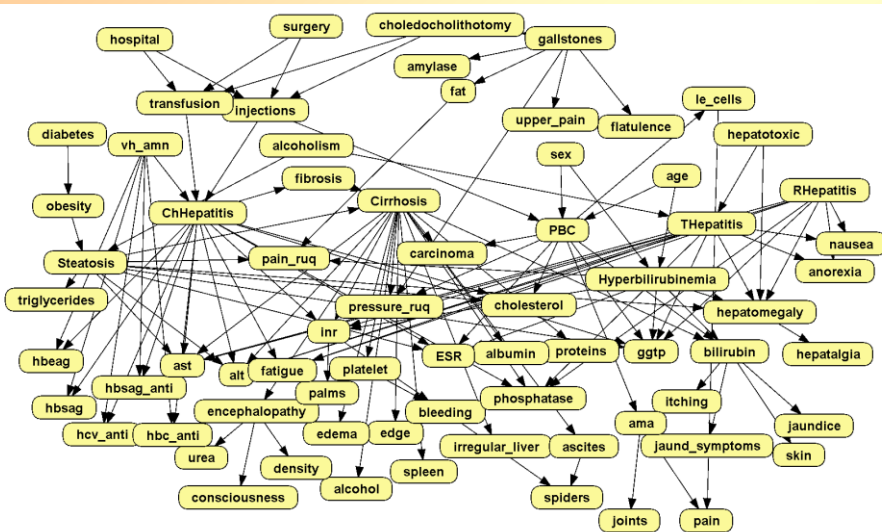 surgery
choledocholithotomy
hospital
gallstones
amylase
fat
transfusion
injections
le_cells
upper_pain
flatulence
diabetes
vh_amn
alcoholism
sex
hepatotoxic
fibrosis
age
RHepatitis
obesity
ChHepatitis
Cirrhosis
PBC
THepatitis
nausea
Steatosis
pain_ruq
carcinoma
anorexia
Hyperbilirubinemia
triglycerides
pressure_ruq
cholesterol
hepatomegaly
inr
hbeag
ast
alt
fatigue
platelet
ESR
albumin
proteins
ggtp
bilirubin
hepatalgia
hbsag
hbsag_anti
palms
phosphatase
itching
encephalopathy
bleeding
ama
jaundice
hcv_anti
hbc_anti
edema
edge
irregular_liver
ascites
jaund_symptoms
skin
urea
density
spleen
consciousness
alcohol
spiders
joints
pain